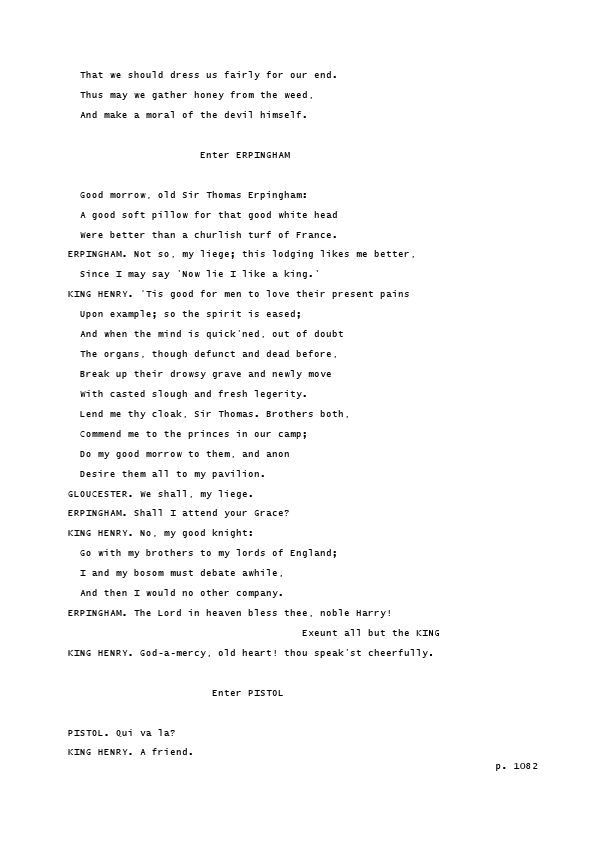 That we should dress us fairly for our end.
Thus may we gather honey from the weed,
And make a moral of the devil himself.
Enter ERPINGHAM
Good morrow, old Sir Thomas Erpingham:
A good soft pillow for that good white head
Were better than a churlish turf of France.
ERPINGHAM. Not so, my liege; this lodging likes me better,
Since I may say 'Now lie I like a king.'
KING HENRY. 'Tis good for men to love their present pains
Upon example; so the spirit is eased;
And when the mind is quick'ned, out of doubt
The organs, though defunct and dead before,
Break up their drowsy grave and newly move
With casted slough and fresh legerity.
Lend me thy cloak, Sir Thomas. Brothers both,
Commend me to the princes in our camp;
Do my good morrow to them, and anon
Desire them all to my pavilion.
GLOUCESTER. We shall, my liege.
ERPINGHAM. Shall I attend your Grace?
KING HENRY. No, my good knight:
Go with my brothers to my lords of England;
I and my bosom must debate awhile,
And then I would no other company.
ERPINGHAM. The Lord in heaven bless thee, noble Harry!
Exeunt all but the KING
KING HENRY. God-a-mercy, old heart! thou speak'st cheerfully.
Enter PISTOL
PISTOL. Qui va la?
KING HENRY. A friend.
p. 1082